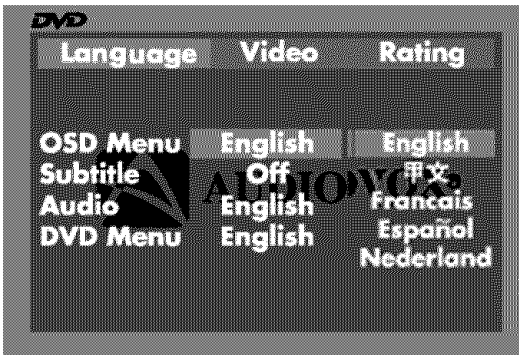 DVD
Language Video Rating
OSD Menu English English
Subtitle Off 甲文
Audio English Francais
DVD Menu English Español
Nederland
AUDIOVOX